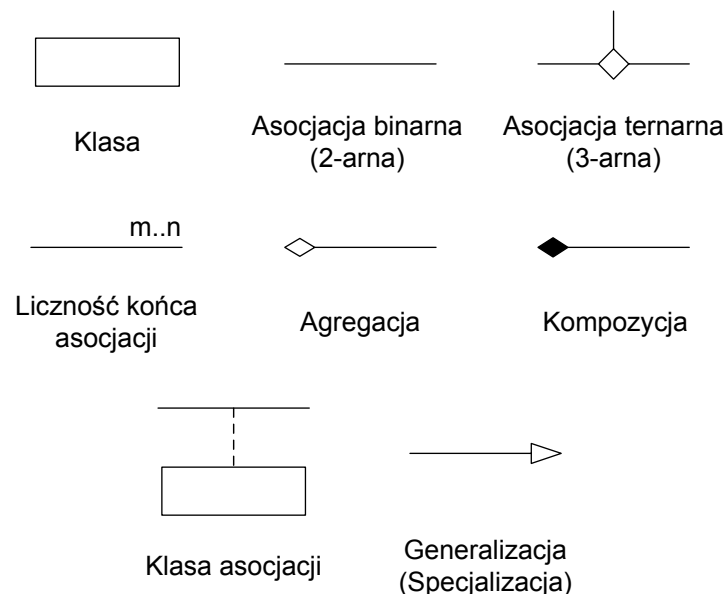 Klasa
Asocjacja binarna
(2-arna)
Asocjacja ternarna
(3-arna)
m..n
Liczność końca
asocjacji
Agregacja
Kompozycja
Klasa asocjacji
Generalizacja
(Specjalizacja)